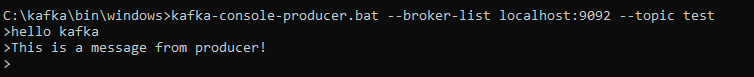 C:\kafka\bin\windows>kafka-console-producer.bat --broker-list localhost:9092 --topic test
>hello kafka
>This is a message from producer!
>